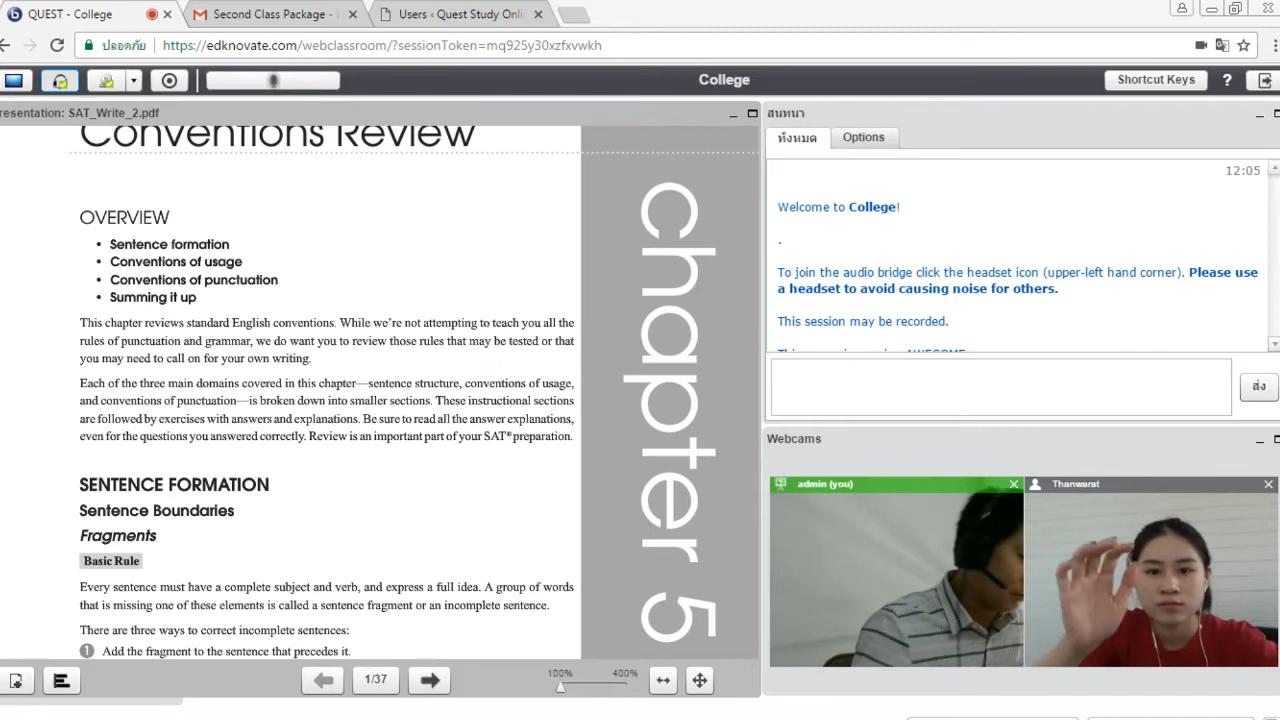 QUEST - College
Second Class Package -
Users ‹ Quest Study Onli
ปลอดภัย
https://edknovate.com/webclassroom/?sessionToken=mq925y30xzfxvwkh
College
Shortcut Keys
?
resentation: SAT_Write_2.pdf
Conventions Review
OVERVIEW
• Sentence formation
• Conventions of usage
• Conventions of punctuation
• Summing it up
This chapter reviews standard English conventions. While we're not attempting to teach you all the
rules of punctuation and grammar, we do want you to review those rules that may be tested or that
you may need to call on for your own writing.
Each of the three main domains covered in this chapter—sentence structure, conventions of usage,
and conventions of punctuation—is broken down into smaller sections. These instructional sections
are followed by exercises with answers and explanations. Be sure to read all the answer explanations,
even for the questions you answered correctly. Review is an important part of your SAT® preparation.
SENTENCE FORMATION
Sentence Boundaries
Fragments
Basic Rule
Every sentence must have a complete subject and verb, and express a full idea. A group of words
that is missing one of these elements is called a sentence fragment or an incomplete sentence.
There are three ways to correct incomplete sentences:
1 Add the fragment to the sentence that precedes it.
chapter 5
1/37
100%
400%
สนทนา
ทั้งหมด
Options
12:05
Welcome to College!
.
To join the audio bridge click the headset icon (upper-left hand corner). Please use
a headset to avoid causing noise for others.
This session may be recorded.
ส่ง
Webcams
admin (you)
Thanwarat